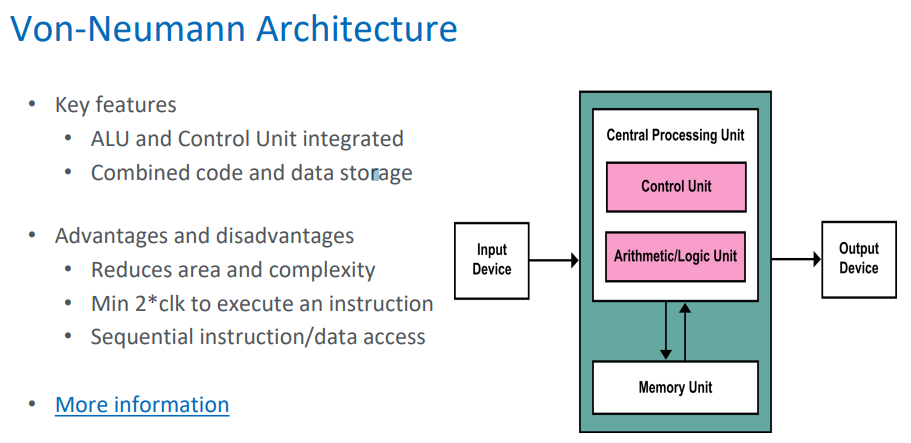 Von-Neumann Architecture
• Key features
• ALU and Control Unit integrated
• Combined code and data storage
• Advantages and disadvantages
• Reduces area and complexity
• Min 2*clk to execute an instruction
• Sequential instruction/data access
• More information
Input
Device
Central Processing Unit
Control Unit
Arithmetic/Logic Unit
Memory Unit
Output
Device